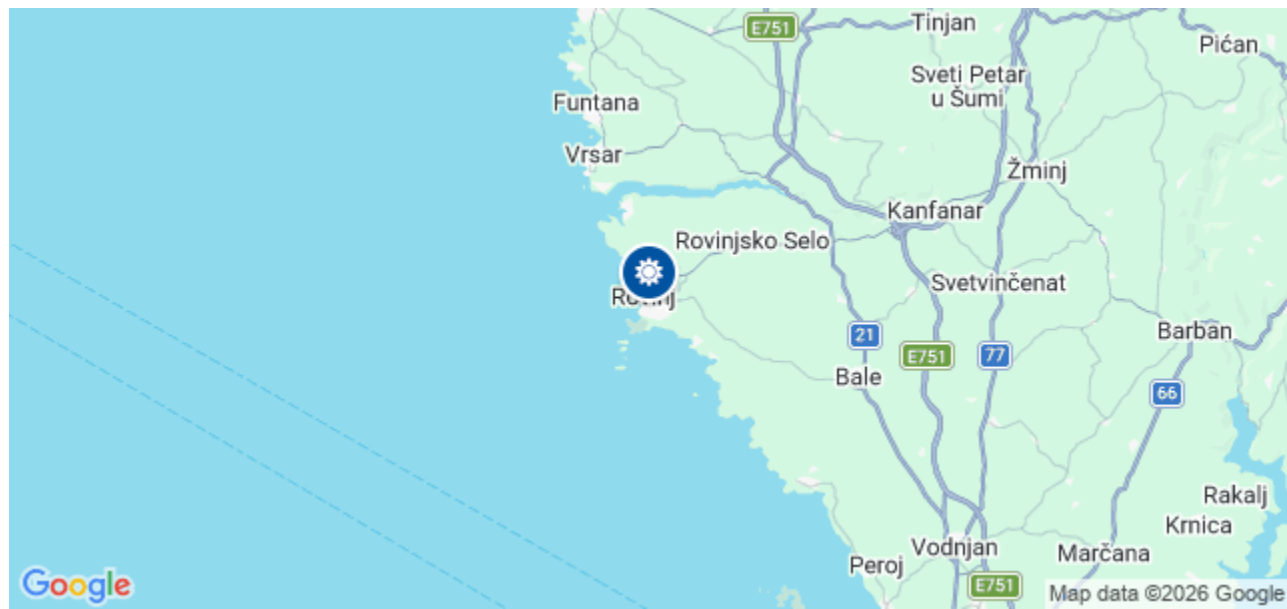 E751
Tinjan
Pićan
Sveti Petar
u Šumi
Funtana
Vrsar
Žminj
Kanfanar
Rovinjsko Selo
Svetvinčenat
Rovinj
21
E751
77
Barban
Bale
66
Rakalj
Krnica
Vodnjan
Marčana
Peroj
E751
Google
Map data ©2026 Google